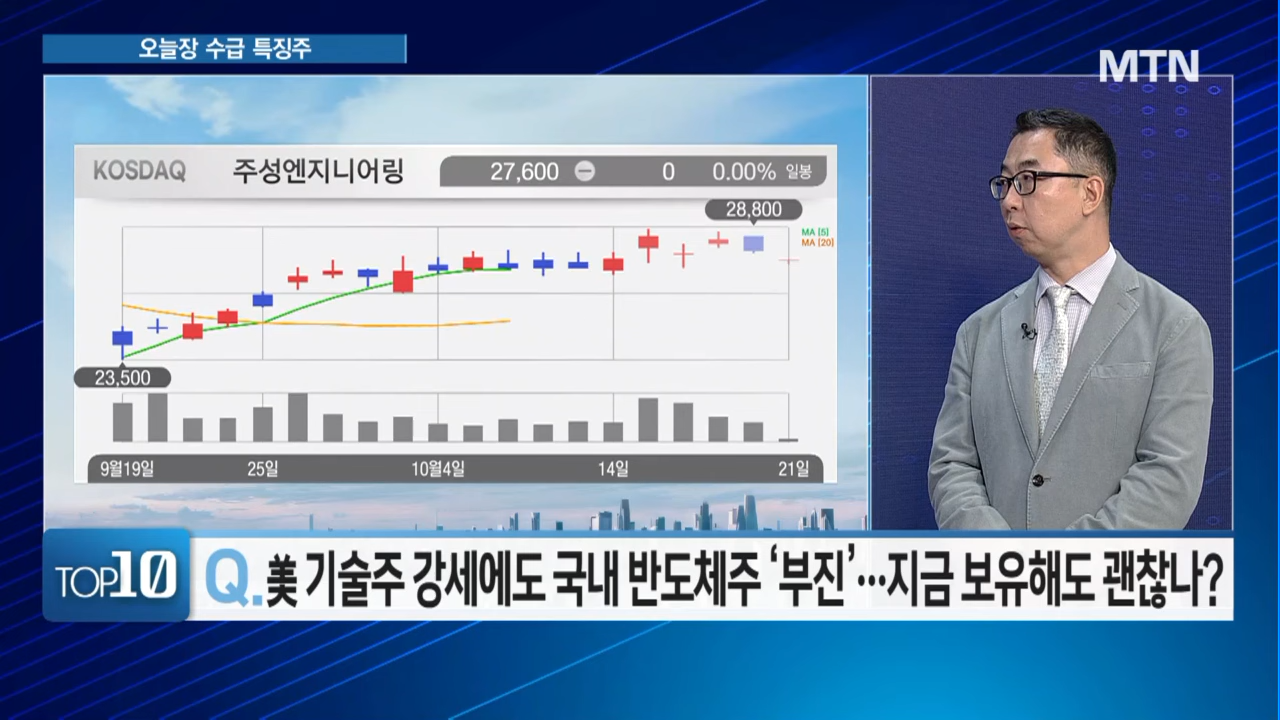 오늘장 수급 특징주
MTN
KOSDAQ 주성엔지니어링 27,600 0 0.00% 일봉
28,800
MA [5]
MA [20]
23,500
9월19일 25일 10월4일 14일 21일
TOP10 Q.美 기술주 강세에도 국내 반도체주 ‘부진’…지금 보유해도 괜찮나?